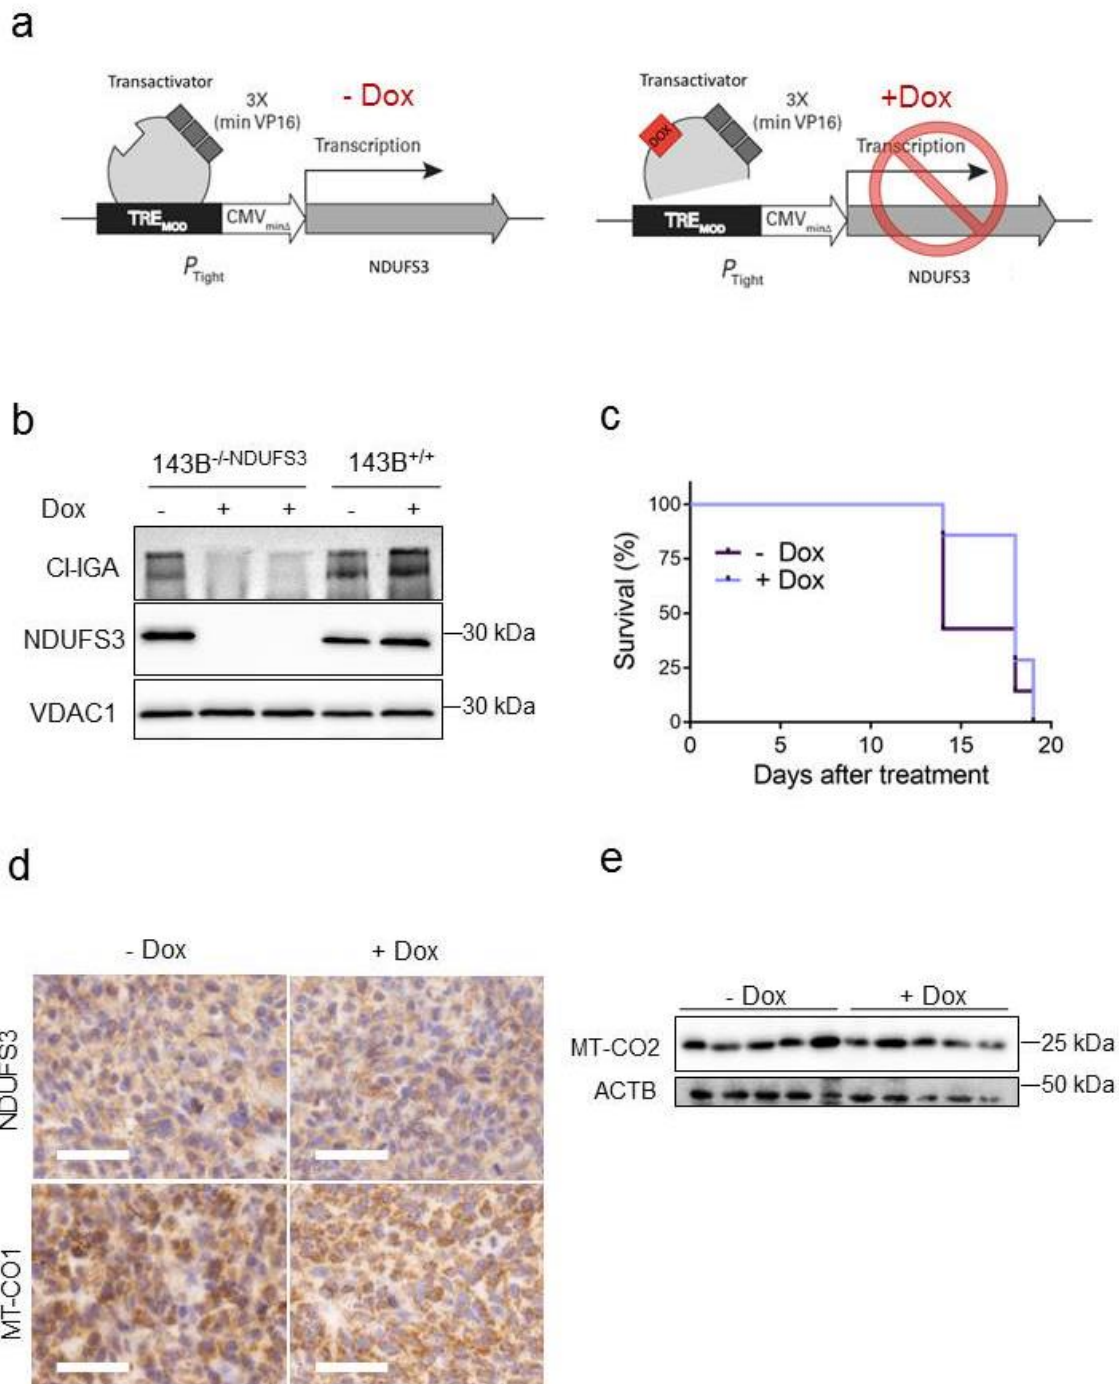 a
Transactivator
3X
(min VP16)
- Dox
Transcription
TREMOD
CMVminΔ
PTight
NDUFS3
Transactivator
3X
(min VP16)
+Dox
DOX
Transcription
TREMOD
CMVminΔ
PTight
NDUFS3
b
143B-/-NDUFS3
143B+/+
Dox - + + - +
CI-IGA
NDUFS3
30 kDa
VDAC1
30 kDa
c
Survival (%)
100
75
50
25
0
- Dox
+ Dox
0 5 10 15 20
Days after treatment
d
- Dox + Dox
NDUFS3
MT-CO1
e
- Dox + Dox
MT-CO2
25 kDa
ACTB
50 kDa